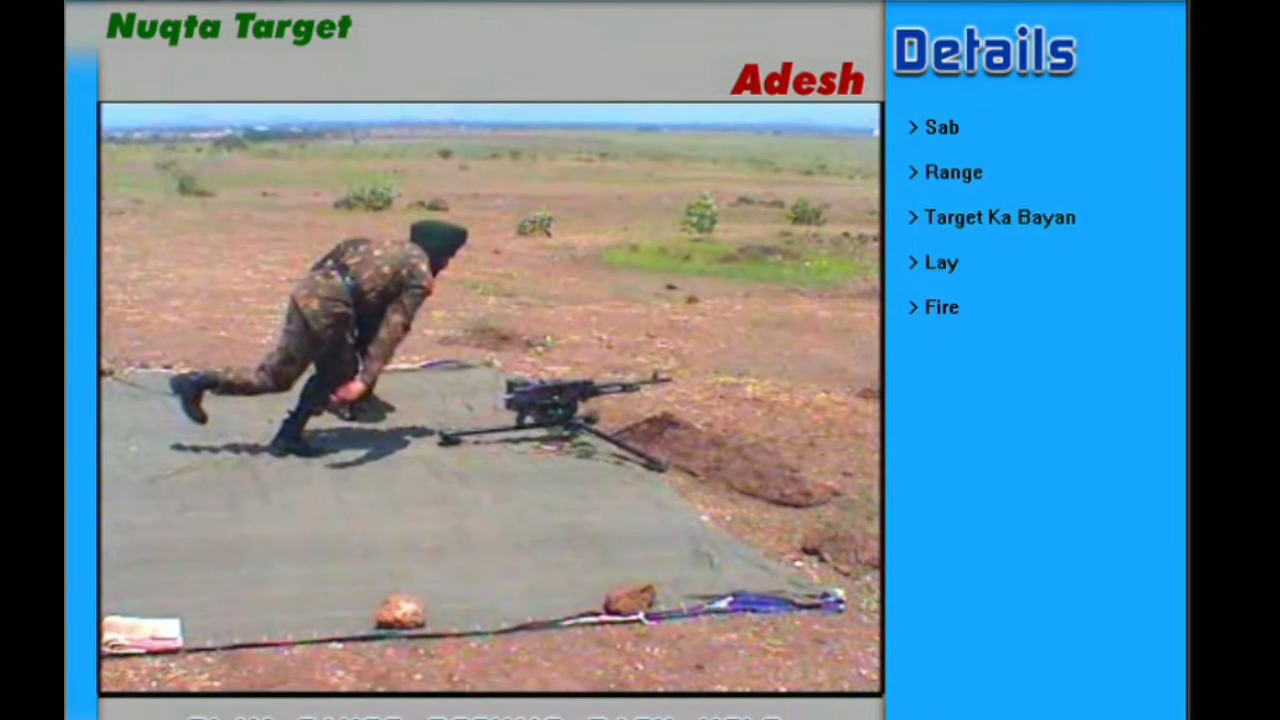 Nuqta Target
Adesh
Details
> Sab
> Range
> Target Ka Bayan
> Lay
> Fire